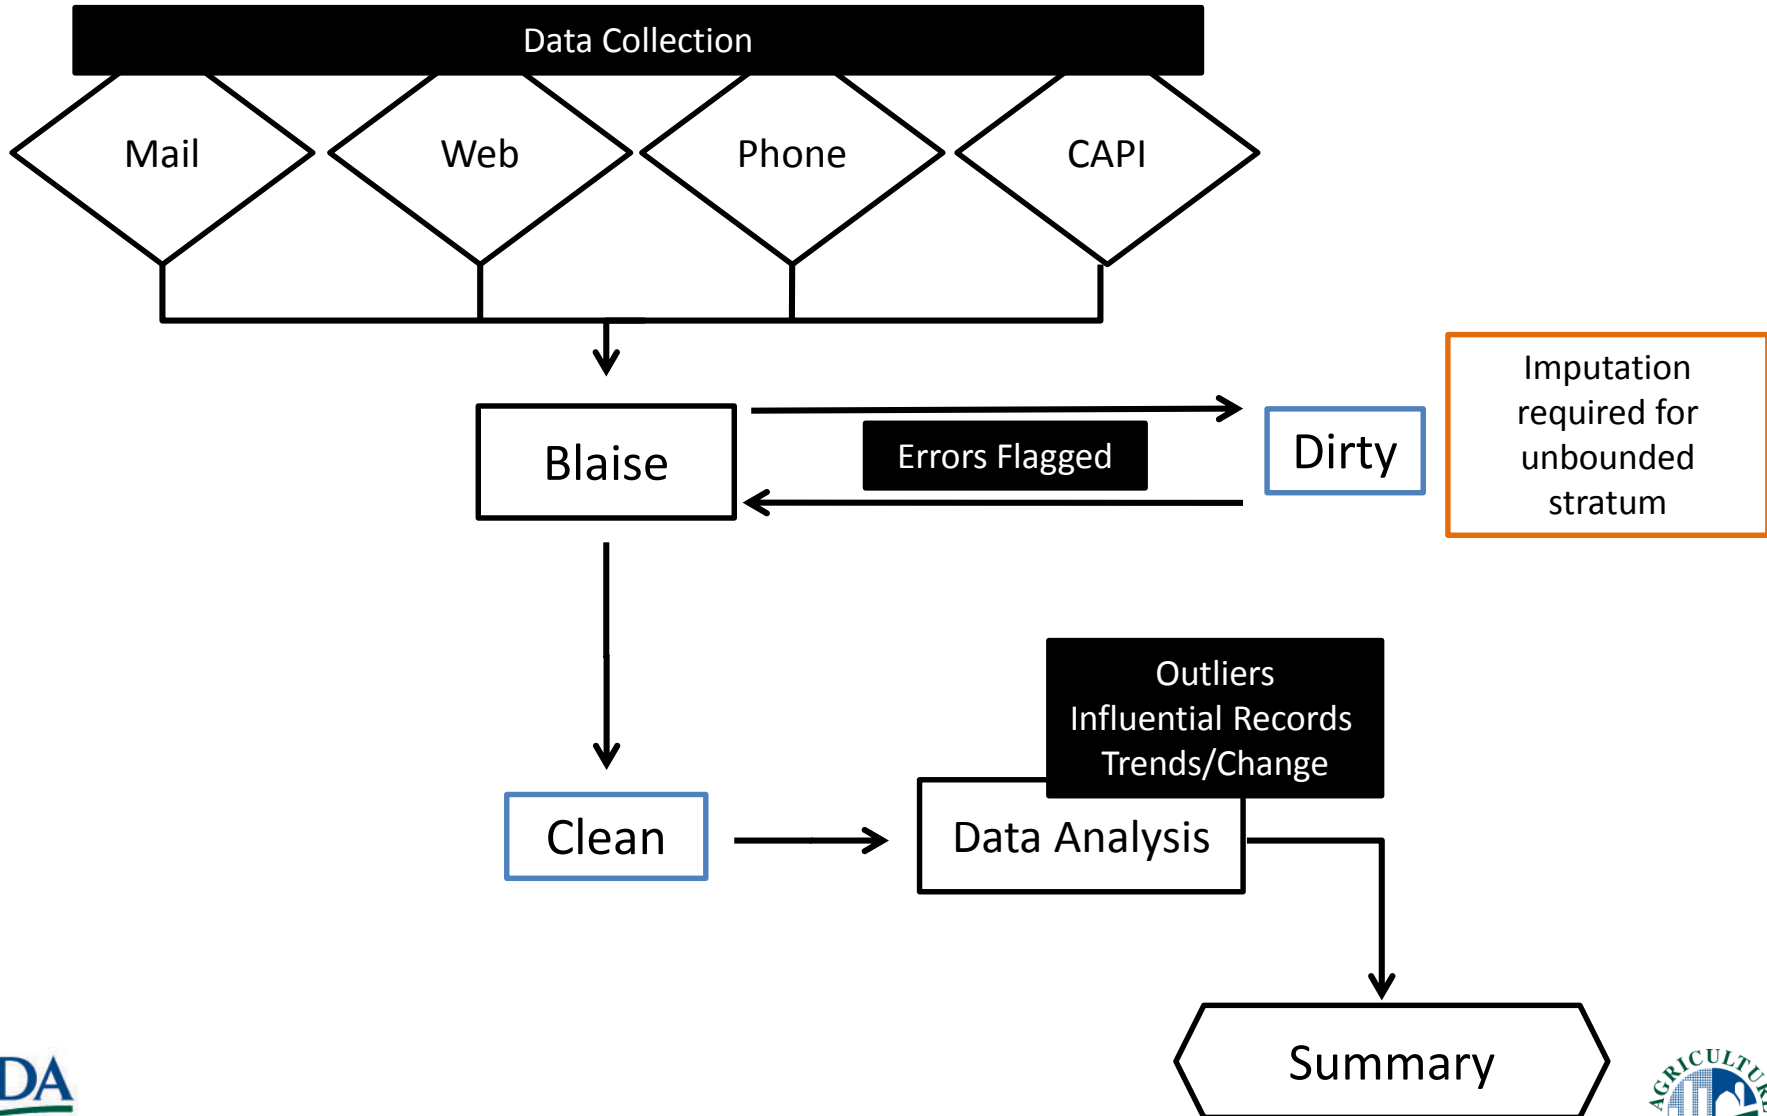 Data Collection
Mail
Web
Phone
CAPI
Blaise
Errors Flagged
Dirty
Imputation
required for
unbounded
stratum
Outliers
Influential Records
Trends/Change
Clean
Data Analysis
Summary
DA
AGRICULTURE